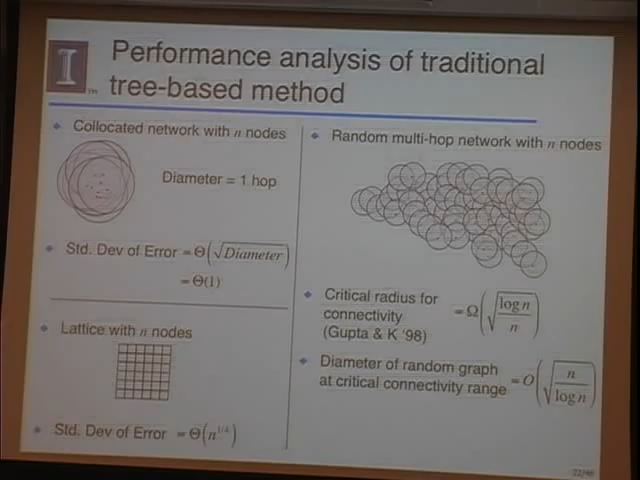 I
TM
Performance analysis of traditional
tree-based method
Collocated network with n nodes
Diameter = 1 hop
Std. Dev of Error = Θ(√Diameter)
= Θ(1)
Lattice with n nodes
Std. Dev of Error = Θ(n^{1/4})
Random multi-hop network with n nodes
Critical radius for
connectivity
(Gupta & K '98)
= Ω(√(log n / n))
Diameter of random graph
at critical connectivity range
= O(√(n / log n))